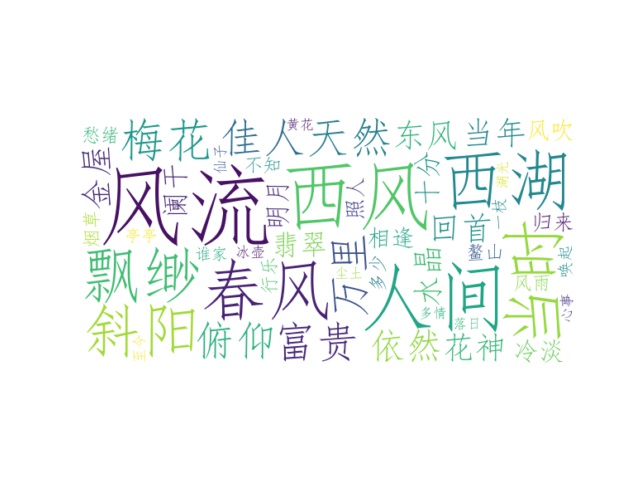 愁绪
梅花
佳人
黄花
天然
东风
当年
风吹
金屋
阑干
仙子
不知
明月
照人
十分
西湖
潮龙
风流
西风
一枝
归来
烟草
亭亭
谁家
冰壶
翡翠
相逢
回首
鳌山
唤起
飘缈
春风
行乐
尘土
万里
多少
水晶
人间
当时
风雨
心事
斜阳
至今
俯仰
富贵
多情
落日
依然
花神
冷淡